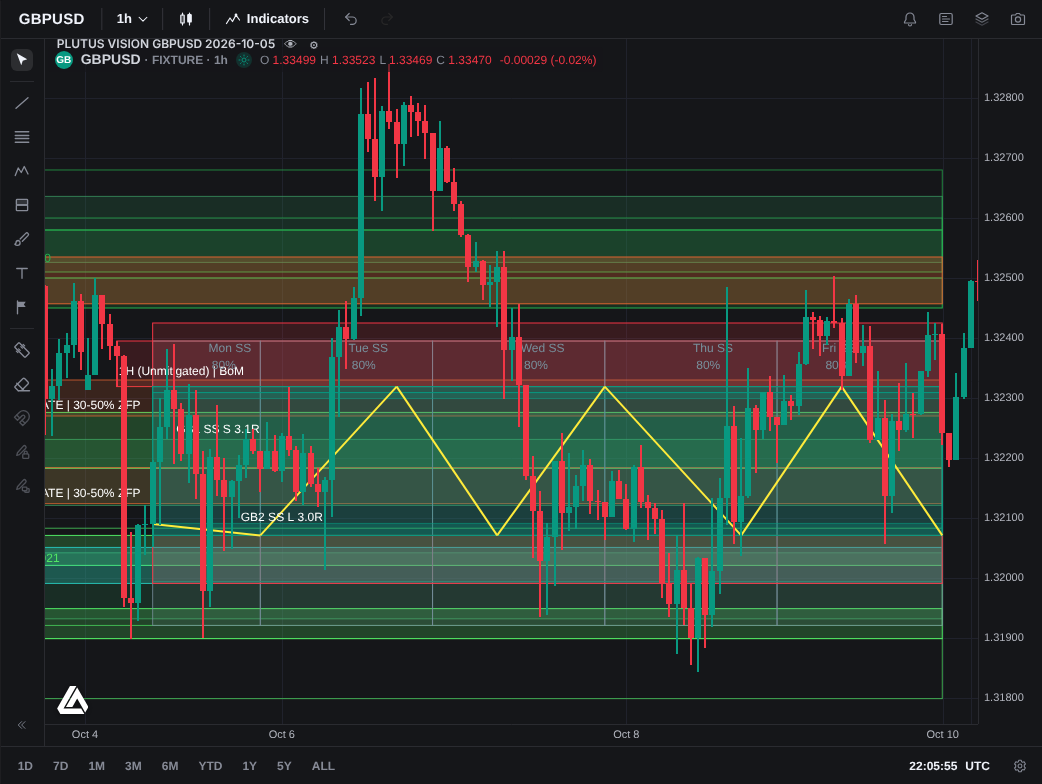 GBPUSD 1h Indicators
PLUTUS VISION GBPUSD 2026-10-05
GB GBPUSD · FIXTURE · 1h O 1.33499 H 1.33523 L 1.33469 C 1.33470 -0.00029 (-0.02%)
1.32800
1.32700
1.32600
1.32500
1.32400
1.32300
1.32200
1.32100
1.32000
1.31900
1.31800
Mon SS
80%
Tue SS
80%
Wed SS
80%
Thu SS
80%
Fri
80
1H (Unmitigated) | BoM
ATE | 30-50% ZFP
SS S 3.1R
ATE | 30-50% ZFP
GB2 SS L 3.0R
21
Oct 4
Oct 6
Oct 8
Oct 10
1D 7D 1M 3M 6M YTD 1Y 5Y ALL
22:05:55 UTC